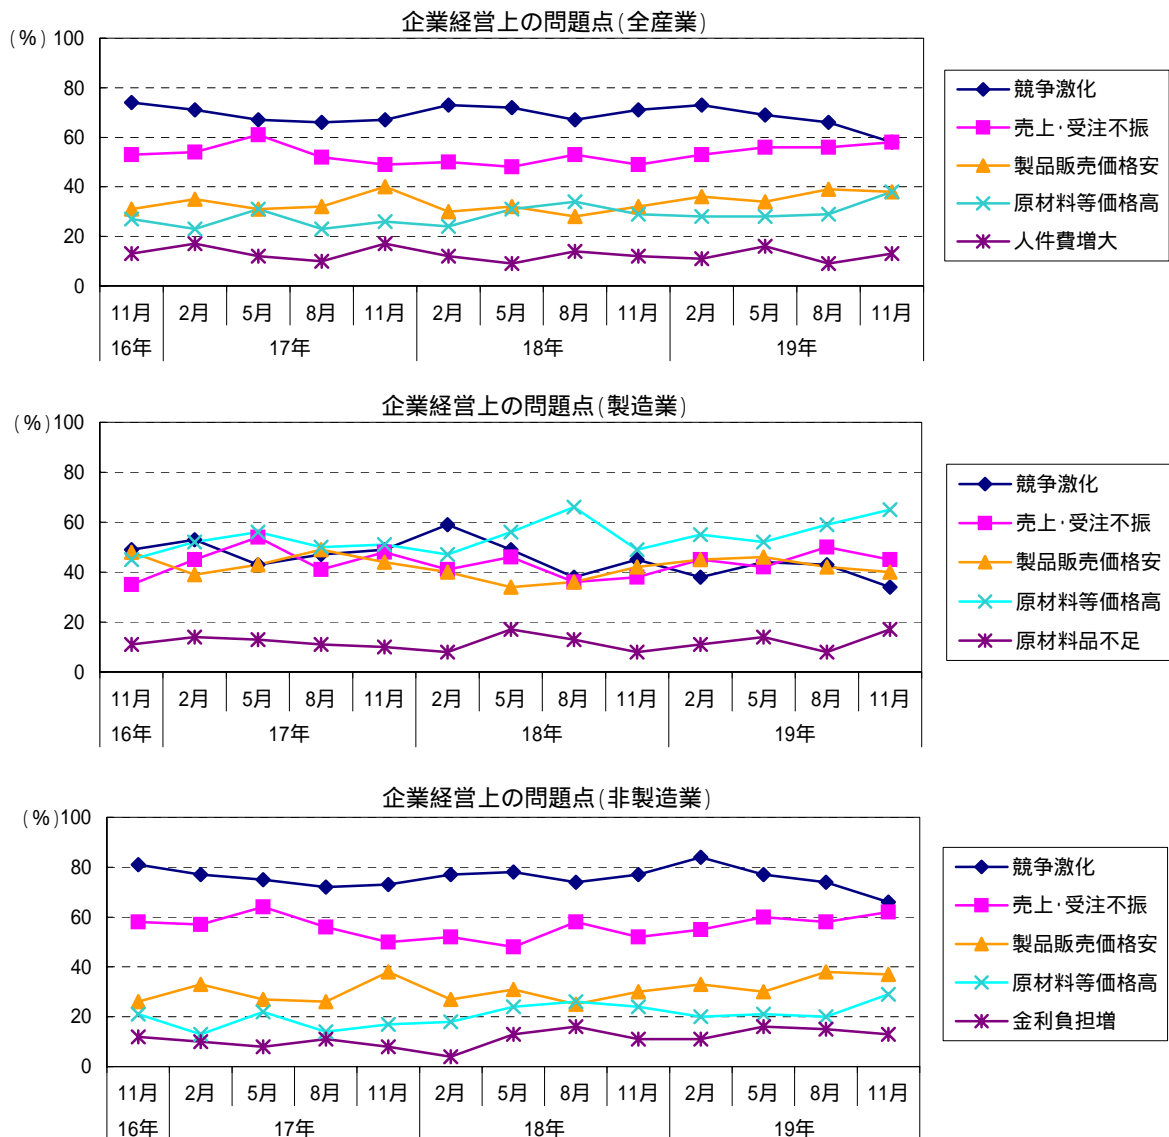 企業経営上の問題点(全産業)
(%)
100
80
60
40
20
0
11月 2月 5月 8月 11月 2月 5月 8月 11月 2月 5月 8月 11月
16年 17年 18年 19年
競争激化
売上・受注不振
製品販売価格安
原材料等価格高
人件費増大
企業経営上の問題点(製造業)
(%)
100
80
60
40
20
0
11月 2月 5月 8月 11月 2月 5月 8月 11月 2月 5月 8月 11月
16年 17年 18年 19年
競争激化
売上・受注不振
製品販売価格安
原材料等価格高
原材料品不足
企業経営上の問題点(非製造業)
(%)
100
80
60
40
20
0
11月 2月 5月 8月 11月 2月 5月 8月 11月 2月 5月 8月 11月
16年 17年 18年 19年
競争激化
売上・受注不振
製品販売価格安
原材料等価格高
金利負担増